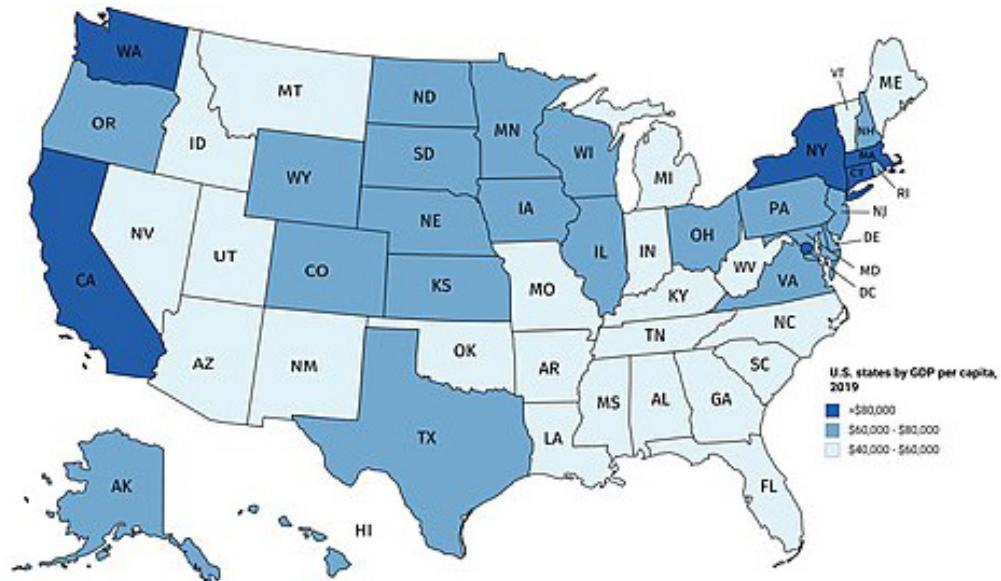 WA
MT
ND
MN
VT
ME
OR
ID
SD
WI
NY
NH
MA
CT
RI
WY
MI
IA
PA
NJ
NE
NV
UT
CO
IL
IN
OH
DE
MD
DC
WV
VA
CA
KS
MO
KY
NC
TN
AZ
NM
OK
AR
SC
MS
AL
GA
TX
LA
FL
AK
HI
U.S. states by GDP per capita,
2019
>$80,000
$60,000 - $80,000
$40,000 - $60,000